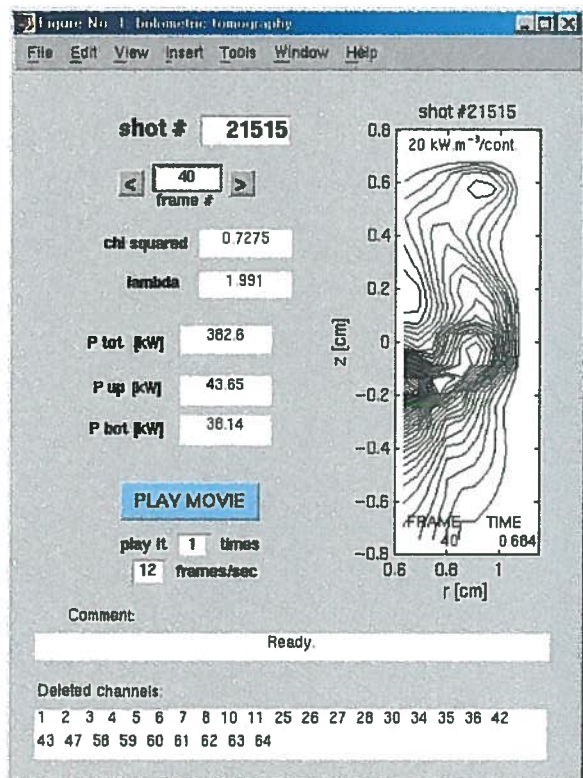 Figure No. 1: bolometric tomography
File Edit View Insert Tools Window Help
shot # 21515
< 40 >
frame #
chi squared 0.7275
lambda 1.991
P tot [kW] 382.6
P up [kW] 43.65
P bot [kW] 38.14
PLAY MOVIE
play it 1 times
12 frames/sec
shot #21515
20 kW.m⁻³/cont.
0.8
0.6
0.4
0.2
0
-0.2
-0.4
-0.6
-0.8
z [cm]
FRAME TIME
40 0.664
0.6 0.8 1
r [cm]
Comment:
Ready.
Deleted channels:
1 2 3 4 5 6 7 8 10 11 25 26 27 28 30 34 35 36 42
43 47 58 59 60 61 62 63 64